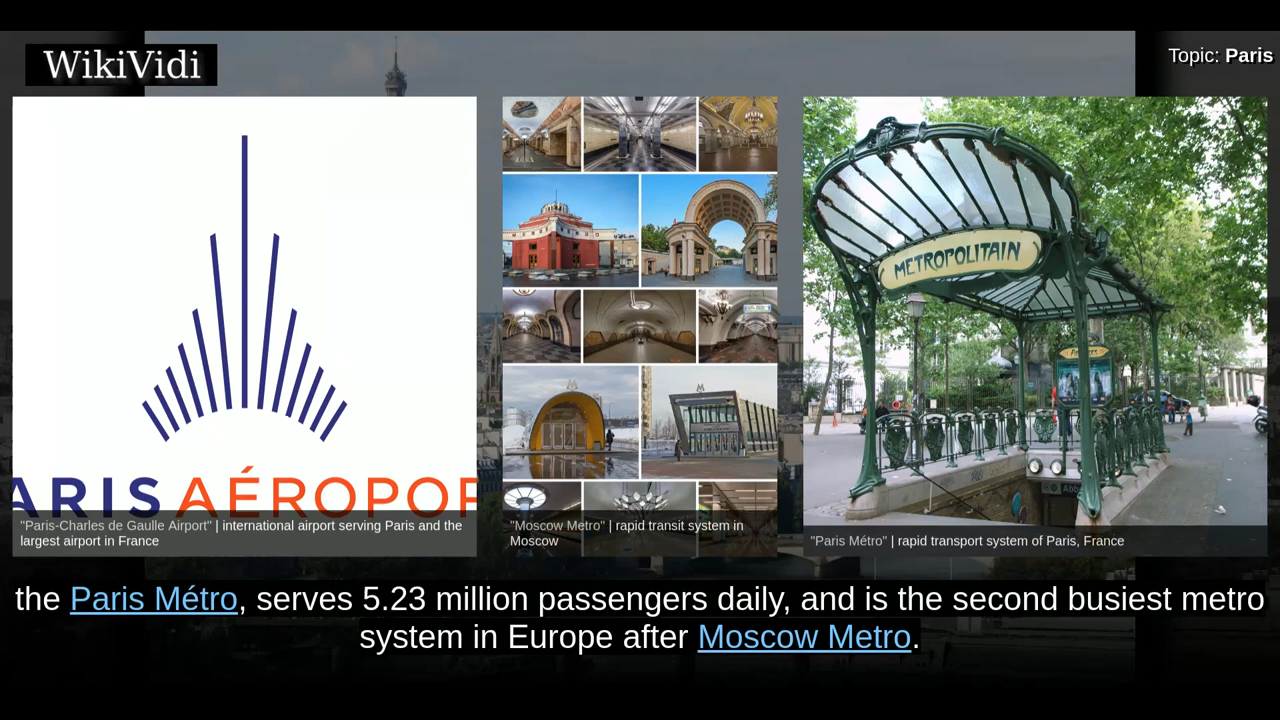 WikiVidi
Topic: Paris
ARIS AÉROPOR
METROPOLITAIN
"Paris-Charles de Gaulle Airport" | international airport serving Paris and the
largest airport in France
"Moscow Metro" | rapid transit system in
Moscow
"Paris Métro" | rapid transport system of Paris, France
the Paris Métro, serves 5.23 million passengers daily, and is the second busiest metro
system in Europe after Moscow Metro.